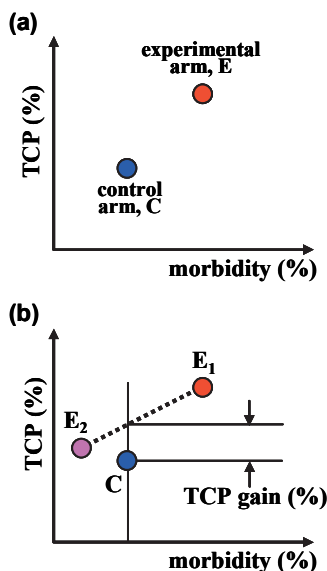 (a)
experimental
arm, E
TCP (%)
control
arm, C
morbidity (%)
(b)
E₁
E₂
TCP (%)
C
TCP gain (%)
morbidity (%)